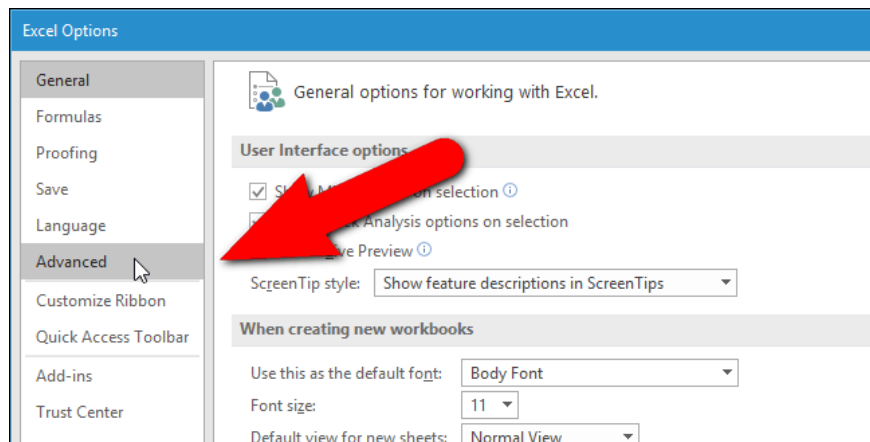 Excel Options
General
Formulas
Proofing
Save
Language
Advanced
Customize Ribbon
Quick Access Toolbar
Add-ins
Trust Center
General options for working with Excel.
User Interface options
on selection
Analysis options on selection
Preview
ScreenTip style: Show feature descriptions in ScreenTips
When creating new workbooks
Use this as the default font: Body Font
Font size: 11
Default view for new sheets: Normal View